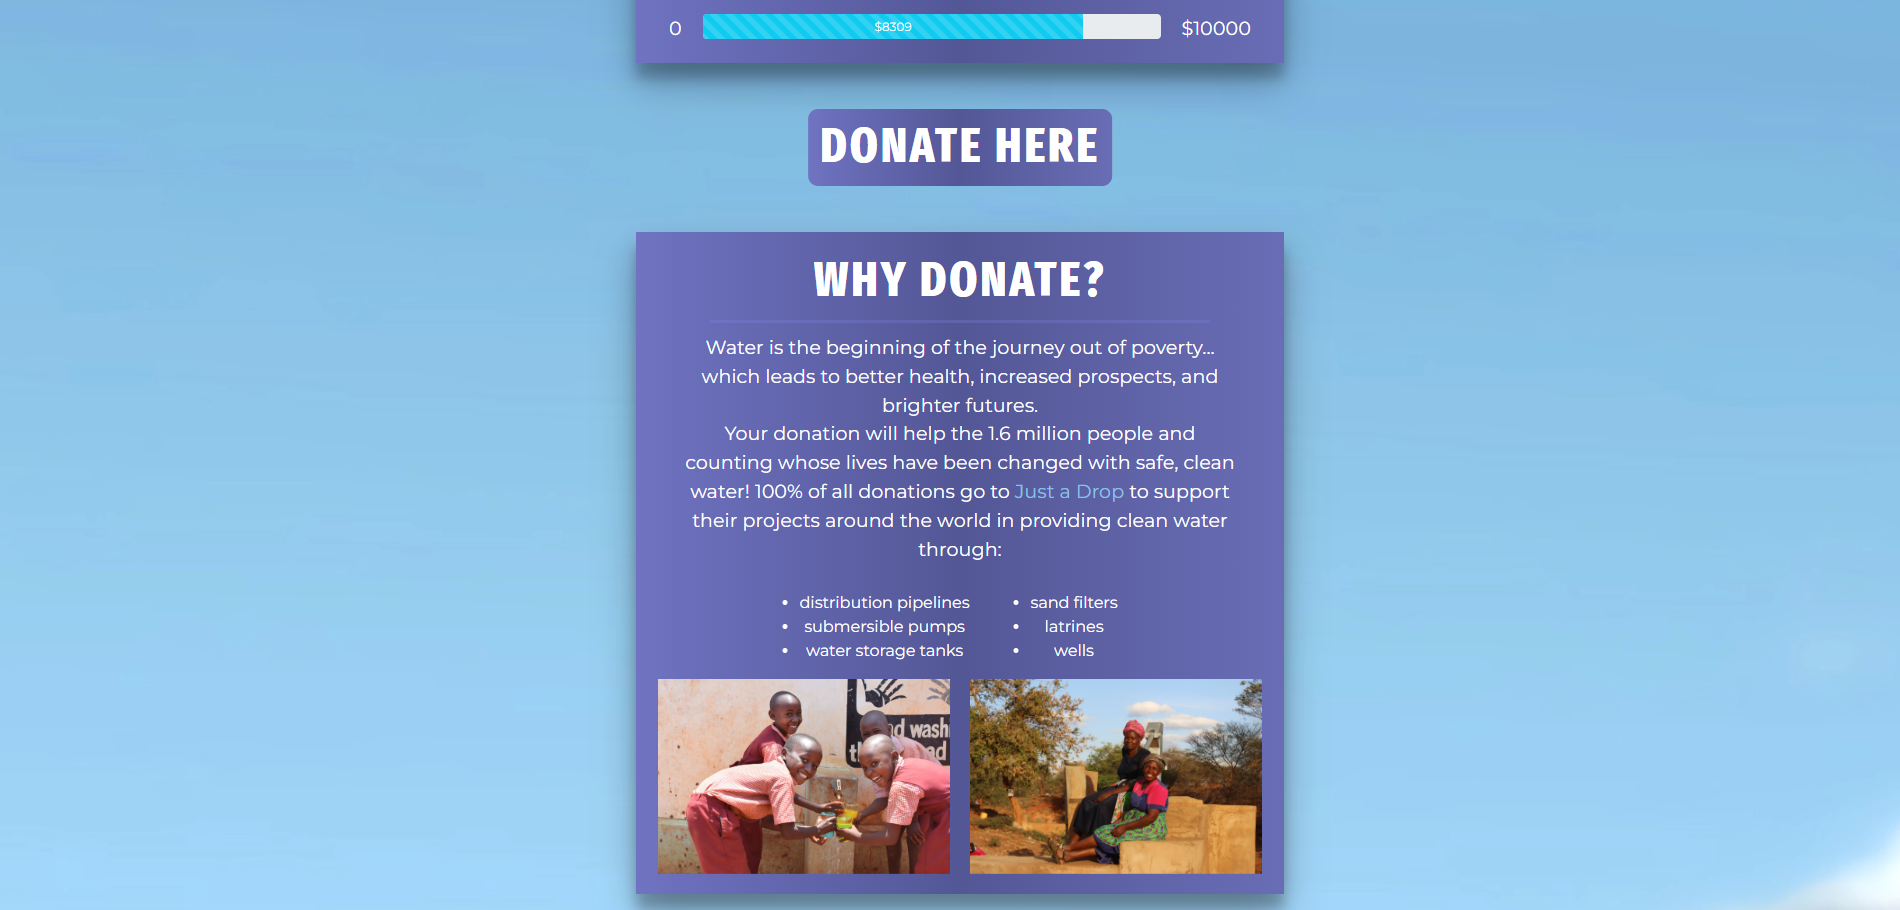 0 $8309 $10000
DONATE HERE
WHY DONATE?
Water is the beginning of the journey out of poverty...
which leads to better health, increased prospects, and
brighter futures.
Your donation will help the 1.6 million people and
counting whose lives have been changed with safe, clean
water! 100% of all donations go to Just a Drop to support
their projects around the world in providing clean water
through:
• distribution pipelines
• submersible pumps
• water storage tanks
• sand filters
• latrines
• wells
d wash